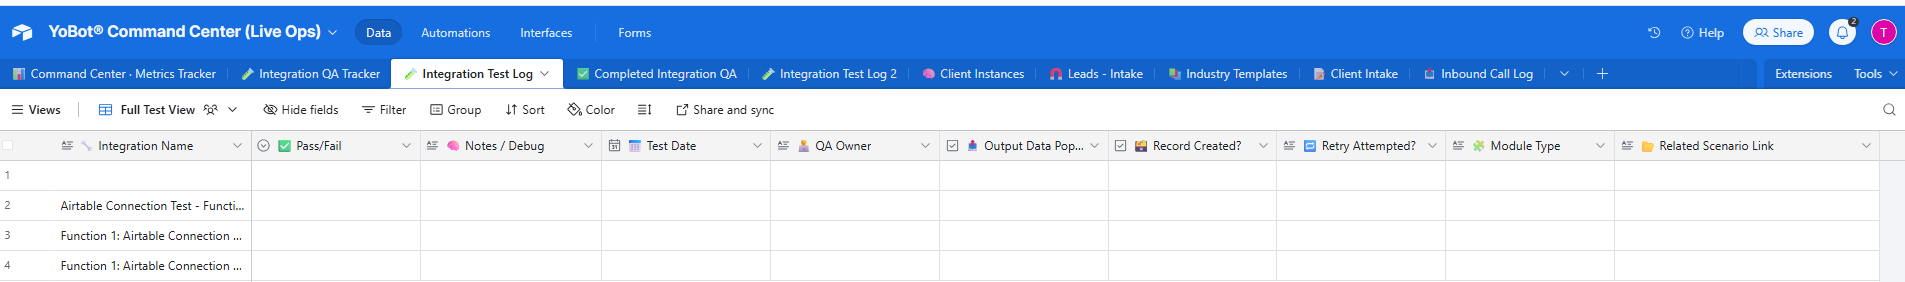 YoBot® Command Center (Live Ops) Data Automations Interfaces Forms Help Share 2 T
Command Center · Metrics Tracker Integration QA Tracker Integration Test Log Completed Integration QA Integration Test Log 2 Client Instances Leads - Intake Industry Templates Client Intake Inbound Call Log Extensions Tools
Views Full Test View Hide fields Filter Group Sort Color Share and sync
Integration Name Pass/Fail Notes / Debug Test Date QA Owner Output Data Pop... Record Created? Retry Attempted? Module Type Related Scenario Link
1
2 Airtable Connection Test - Functi...
3 Function 1: Airtable Connection ...
4 Function 1: Airtable Connection ...